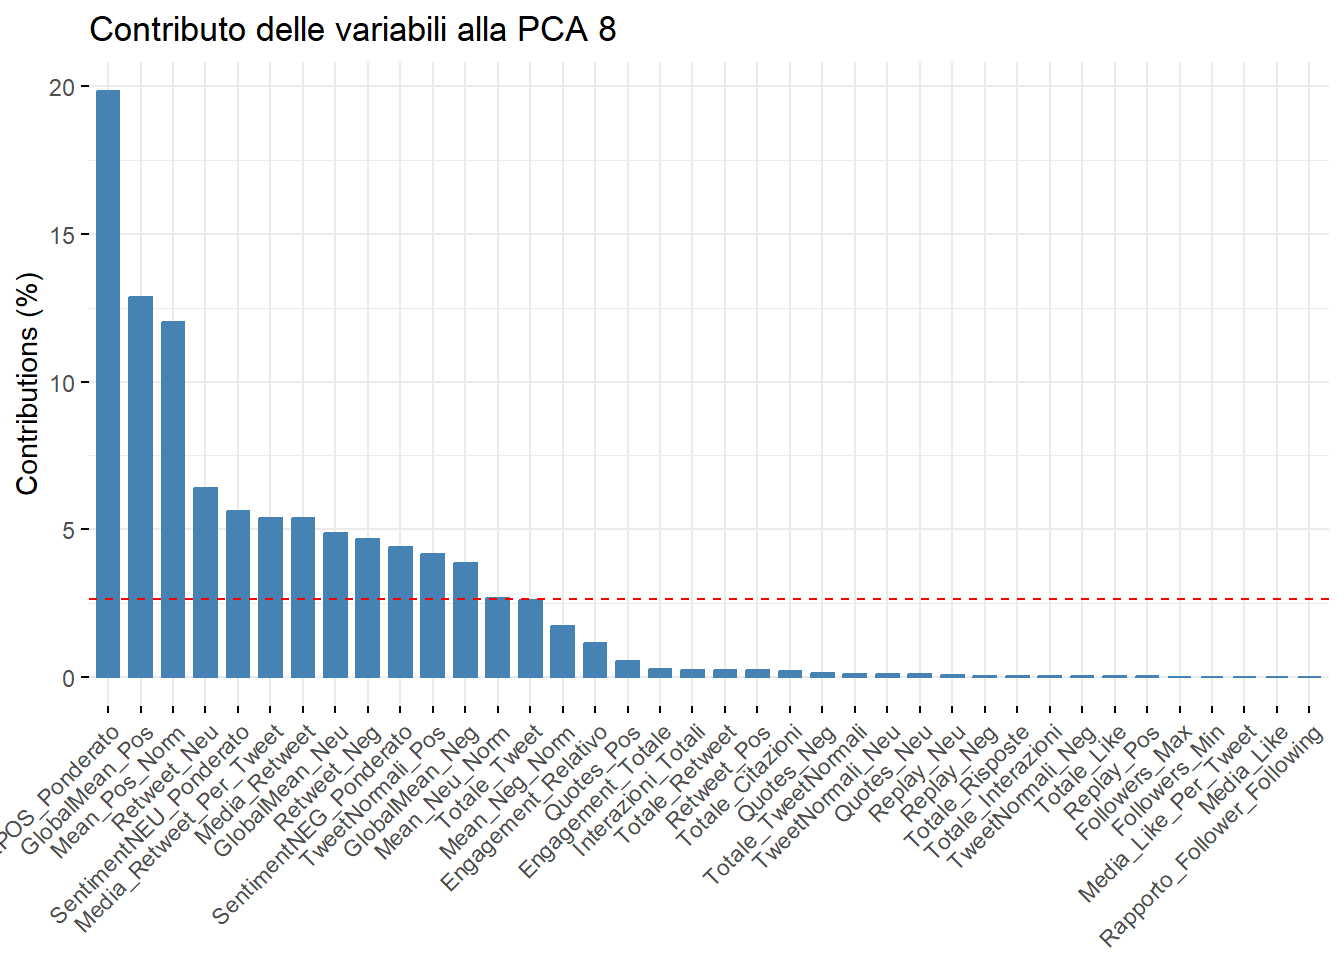 Contributo delle variabili alla PCA 8
Contributions (%)
20
15
10
5
0
POS_Ponderato
GlobalMean_Pos
Mean_Pos_Norm
Retweet_Neu
SentimentNEU_Ponderato
Media_Retweet_Per_Tweet
Media_Retweet
GlobalMean_Neu
Retweet_Neg
SentimentNEG_Ponderato
TweetNormali_Pos
GlobalMean_Neg
Mean_Neu_Norm
Totale_Tweet
Mean_Neg_Norm
Engagement_Relativo
Quotes_Pos
Engagement_Totale
Interazioni_Totali
Totale_Retweet
Retweet_Pos
Totale_Citazioni
Quotes_Neg
Totale_TweetNormali
TweetNormali_Neu
Quotes_Neu
Replay_Neu
Replay_Neg
Totale_Risposte
Totale_Interazioni
TweetNormali_Neg
Totale_Like
Replay_Pos
Followers_Max
Followers_Min
Media_Like_Per_Tweet
Media_Like
Rapporto_Follower_Following